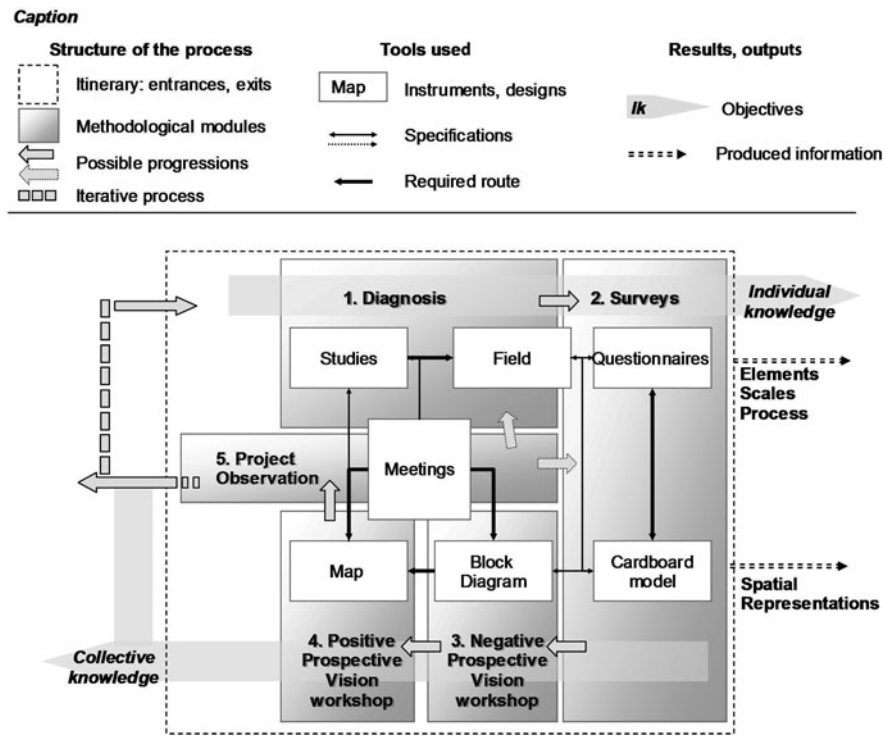 Caption
Structure of the process
Tools used
Results, outputs
Itinerary: entrances, exits
Map
Instruments, designs
Ik
Objectives
Methodological modules
Specifications
Possible progressions
Produced information
Required route
Iterative process
1. Diagnosis
2. Surveys
Individual
knowledge
Studies
Field
Questionnaires
Elements
Scales
Process
5. Project
Observation
Meetings
Map
Block
Diagram
Cardboard
model
Spatial
Representations
4. Positive
Prospective
Vision
workshop
3. Negative
Prospective
Vision
workshop
Collective
knowledge